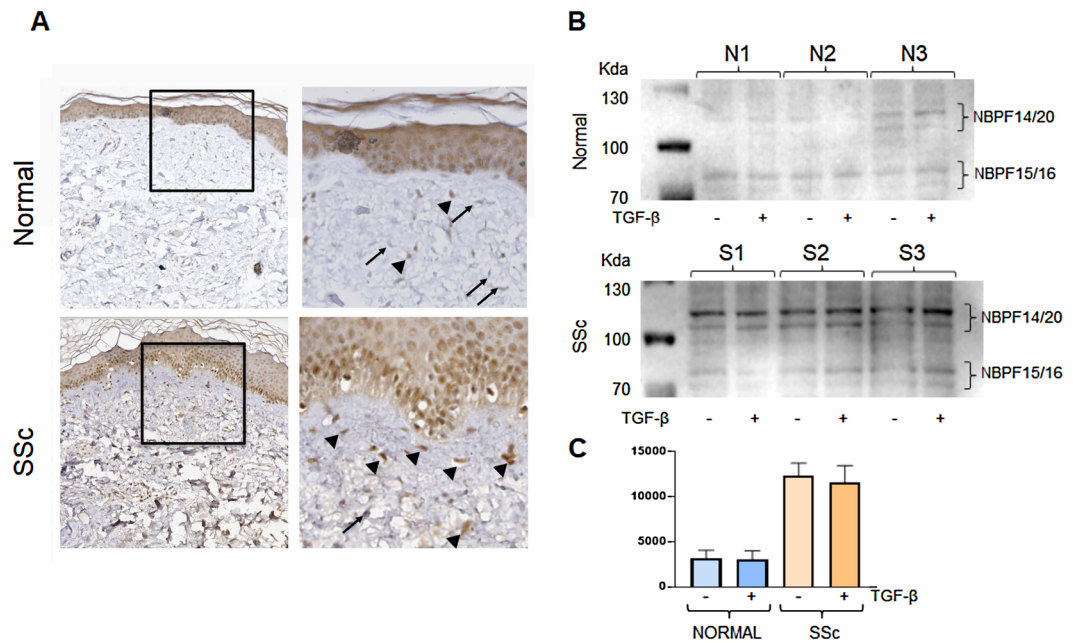 A
Normal
SSc
B
N1 N2 N3
Kda
130
100
70
Normal
NBPF14/20
NBPF15/16
TGF-β - + - + - +
S1 S2 S3
Kda
130
100
70
SSc
NBPF14/20
NBPF15/16
TGF-β - + - + - +
C
15000
10000
5000
0
- + - + TGF-β
NORMAL SSc